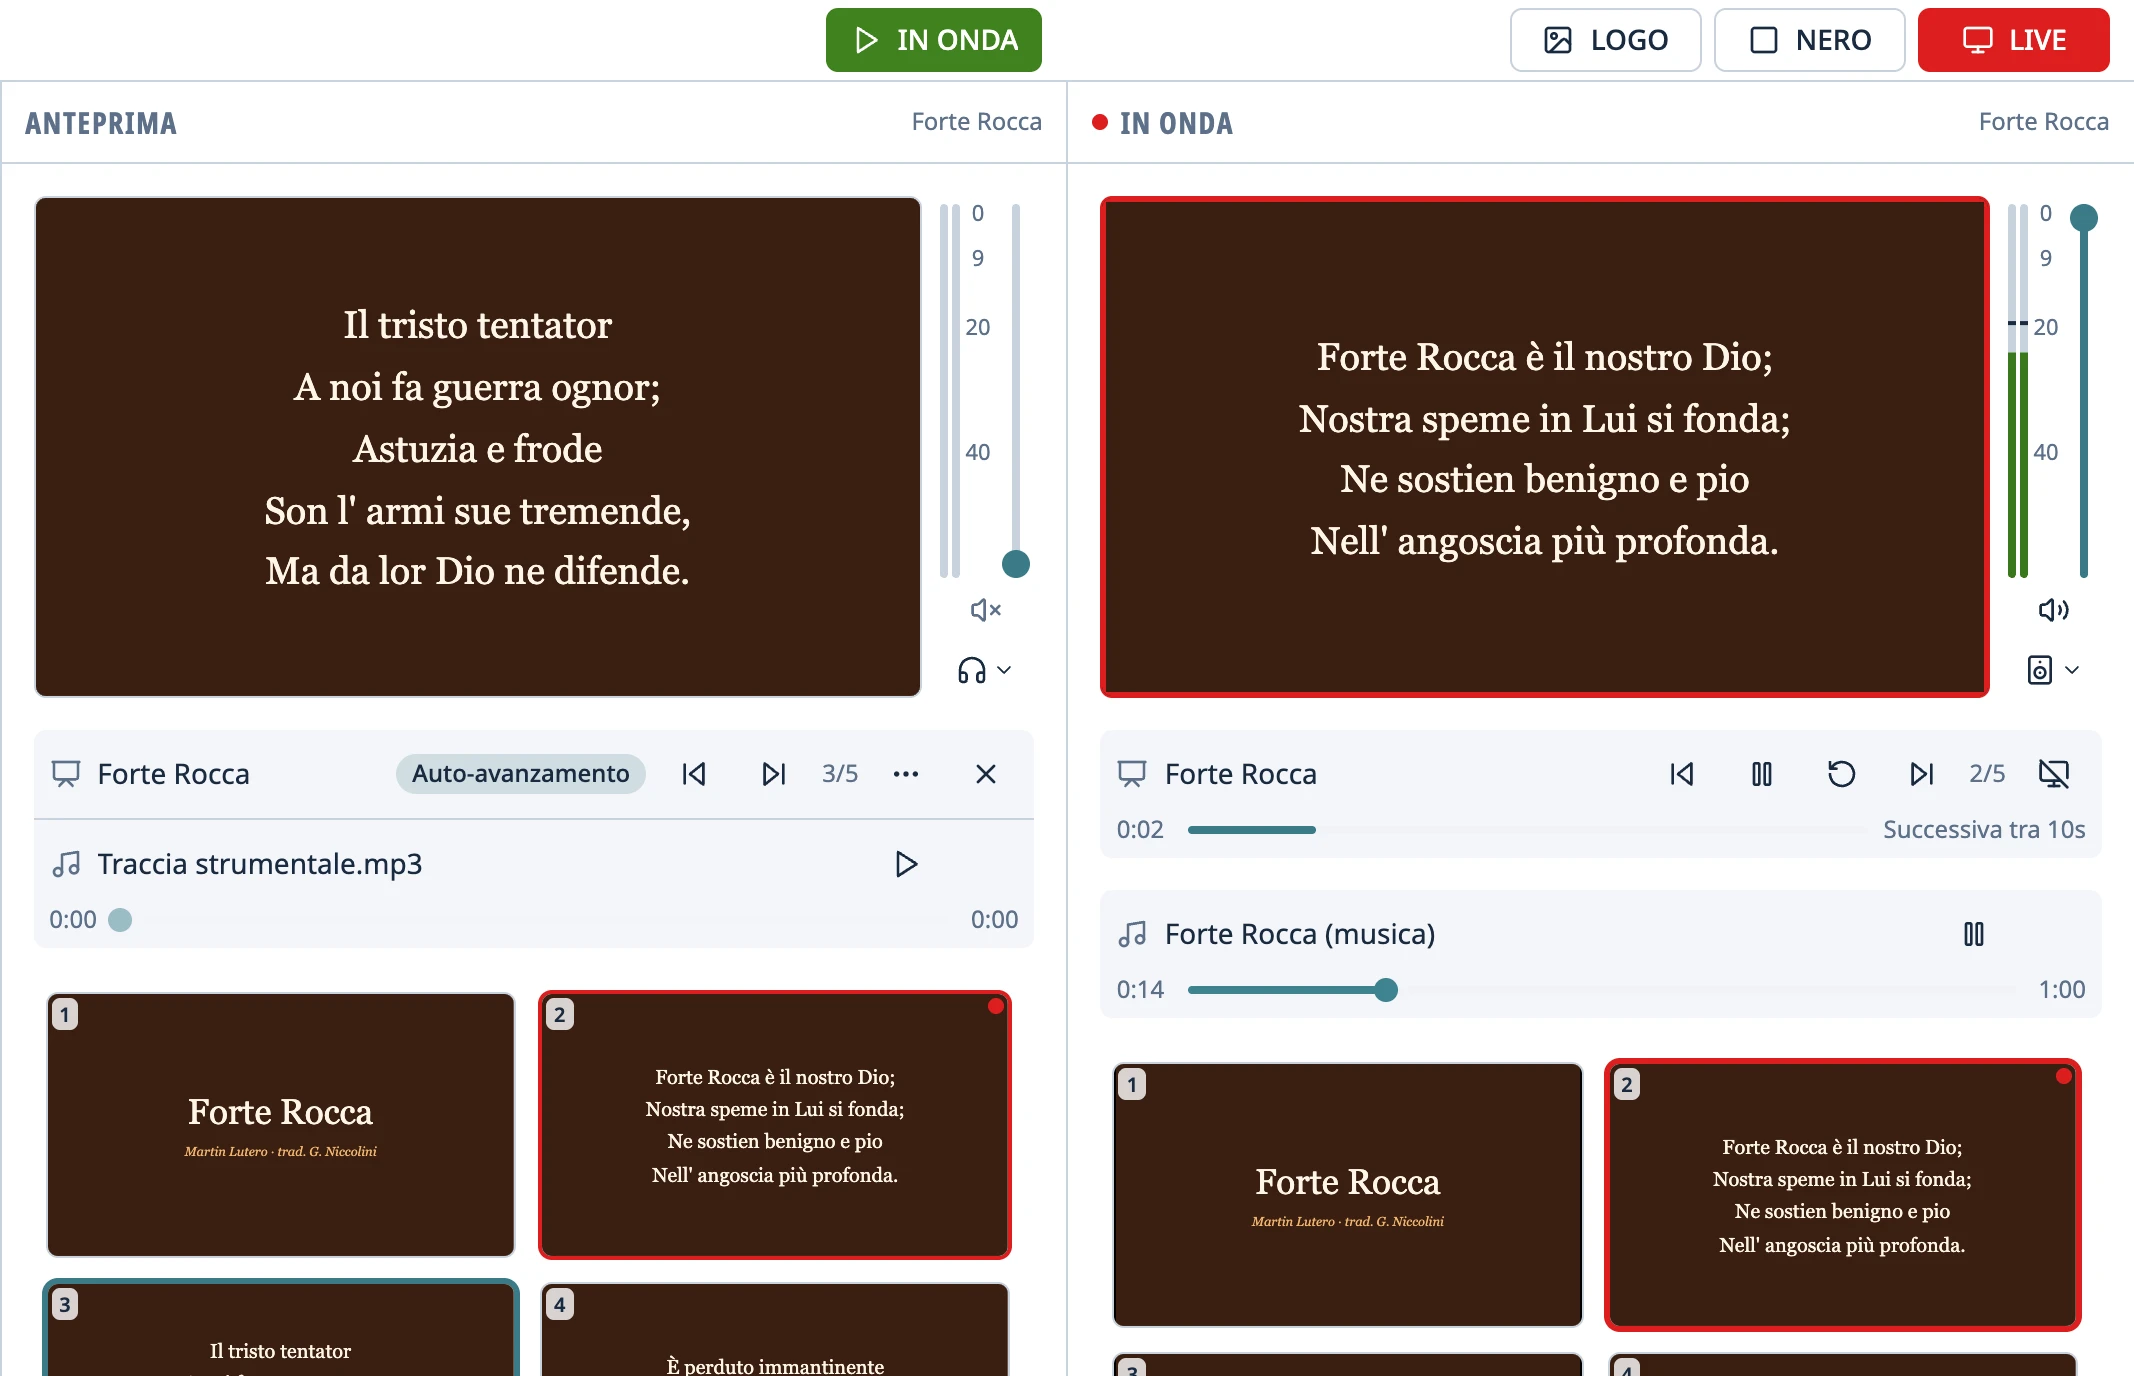 IN ONDA
LOGO
NERO
LIVE
ANTEPRIMA
Forte Rocca
Il tristo tentator
A noi fa guerra ognor;
Astuzia e frode
Son l' armi sue tremende,
Ma da lor Dio ne difende.
0
9
20
40
Forte Rocca
Auto-avanzamento
3/5
Traccia strumentale.mp3
0:00
0:00
1
Forte Rocca
Martin Lutero · trad. G. Niccolini
2
Forte Rocca è il nostro Dio;
Nostra speme in Lui si fonda;
Ne sostien benigno e pio
Nell' angoscia più profonda.
3
Il tristo tentator
4
È perduto immantinente
IN ONDA
Forte Rocca
Forte Rocca è il nostro Dio;
Nostra speme in Lui si fonda;
Ne sostien benigno e pio
Nell' angoscia più profonda.
0
9
20
40
Forte Rocca
2/5
0:02
Successiva tra 10s
Forte Rocca (musica)
0:14
1:00
1
Forte Rocca
Martin Lutero · trad. G. Niccolini
2
Forte Rocca è il nostro Dio;
Nostra speme in Lui si fonda;
Ne sostien benigno e pio
Nell' angoscia più profonda.
3
4